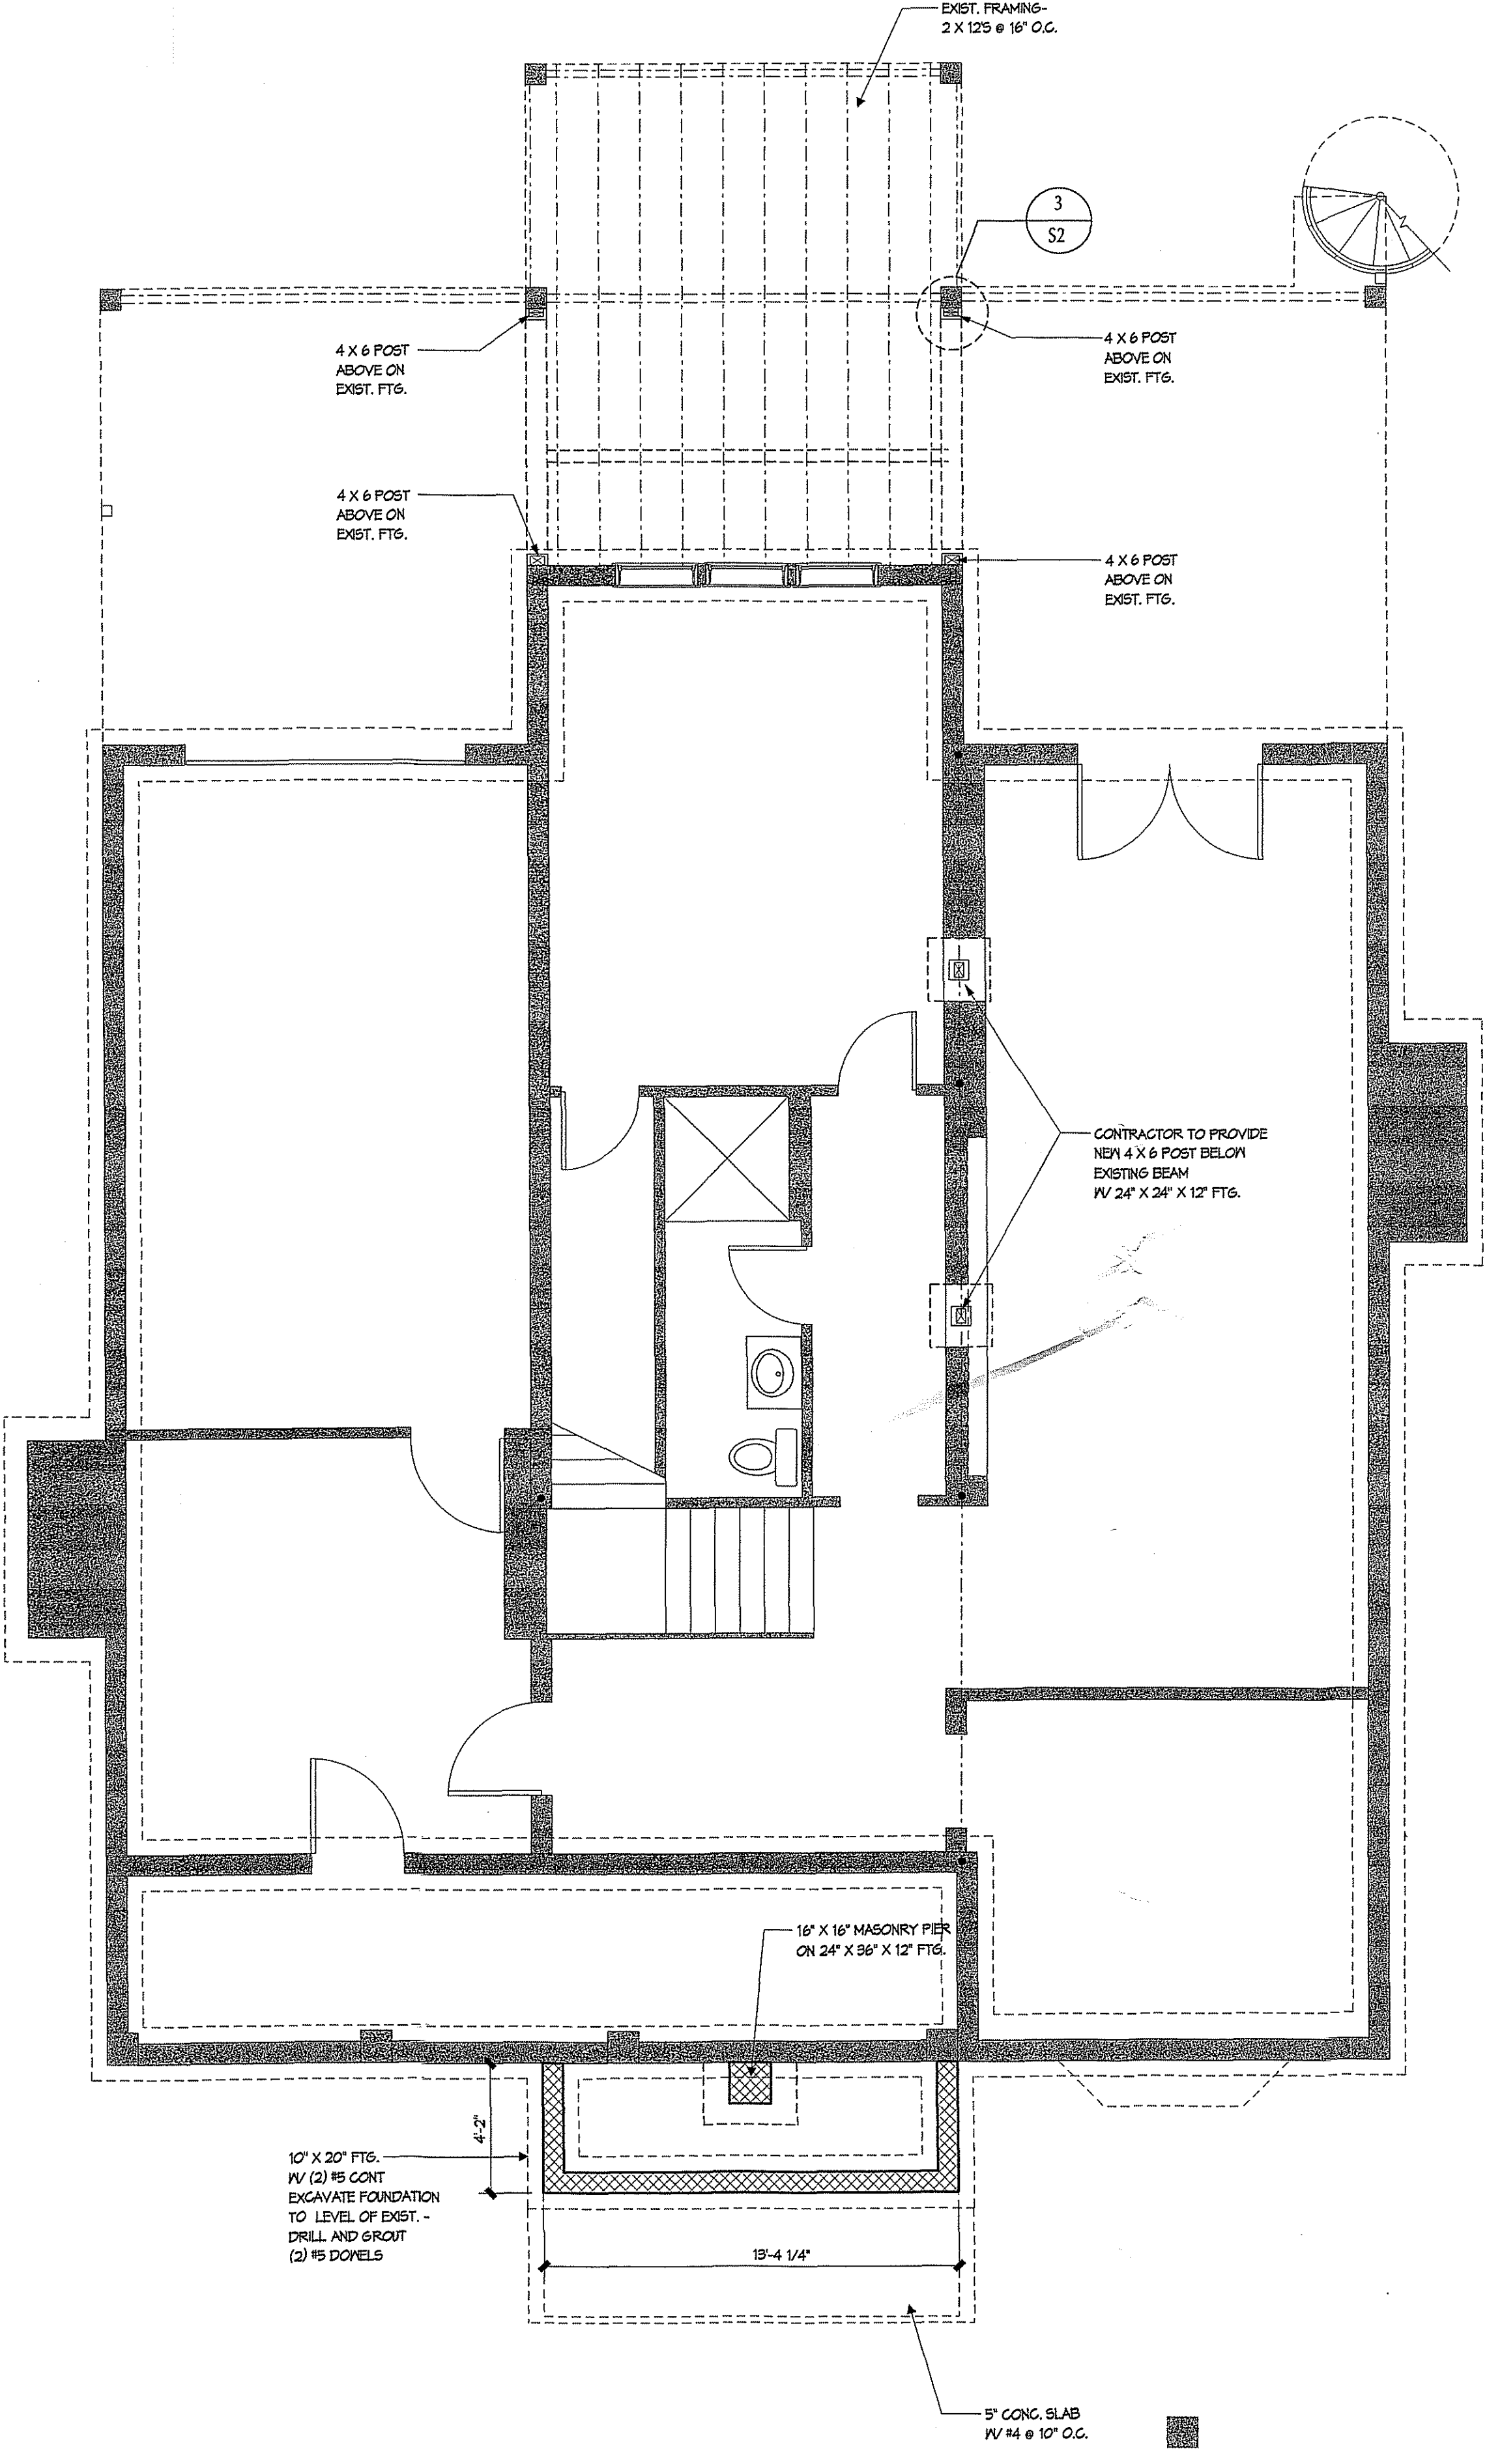 EXIST. FRAMING-
2 X 12'S @ 16" O.C.
3
S2
4 X 6 POST
ABOVE ON
EXIST. FTG.
4 X 6 POST
ABOVE ON
EXIST. FTG.
4 X 6 POST
ABOVE ON
EXIST. FTG.
4 X 6 POST
ABOVE ON
EXIST. FTG.
CONTRACTOR TO PROVIDE
NEW 4 X 6 POST BELOW
EXISTING BEAM
W/ 24" X 24" X 12" FTG.
16" X 16" MASONRY PIER
ON 24" X 36" X 12" FTG.
4'-2"
10" X 20" FTG.
W/ (2) #5 CONT
EXCAVATE FOUNDATION
TO LEVEL OF EXIST. -
DRILL AND GROUT
(2) #5 DOWELS
13'-4 1/4"
5" CONC. SLAB
W/ #4 @ 10" O.C.